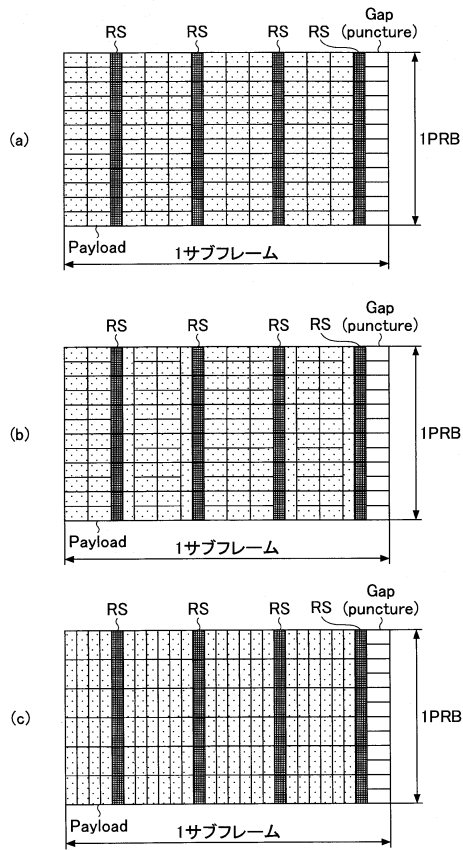 Gap
RS RS RS RS (puncture)
(a)
1PRB
Payload
1サブフレーム
Gap
RS RS RS RS (puncture)
(b)
1PRB
Payload
1サブフレーム
Gap
RS RS RS RS (puncture)
(c)
1PRB
Payload
1サブフレーム